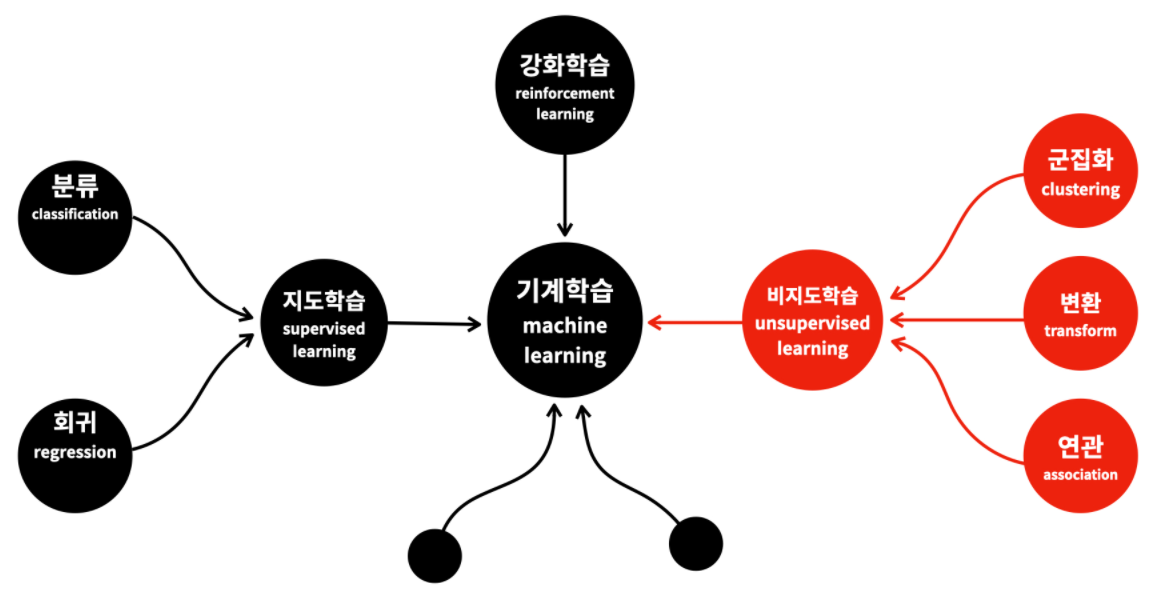 강화학습
reinforcement
learning
분류
classification
회귀
regression
지도학습
supervised
learning
기계학습
machine
learning
비지도학습
unsupervised
learning
군집화
clustering
변환
transform
연관
association